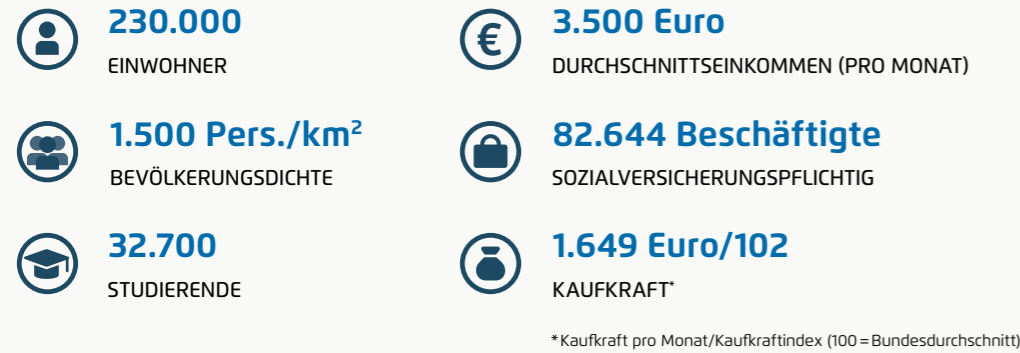 230.000
EINWOHNER
3.500 Euro
DURCHSCHNITTSEINKOMMEN (PRO MONAT)
1.500 Pers./km²
BEVÖLKERUNGSDICHTE
82.644 Beschäftigte
SOZIALVERSICHERUNGSPFLICHTIG
32.700
STUDIERENDE
1.649 Euro/102
KAUFKRAFT*
*Kaufkraft pro Monat/Kaufkraftindex (100=Bundesdurchschnitt)